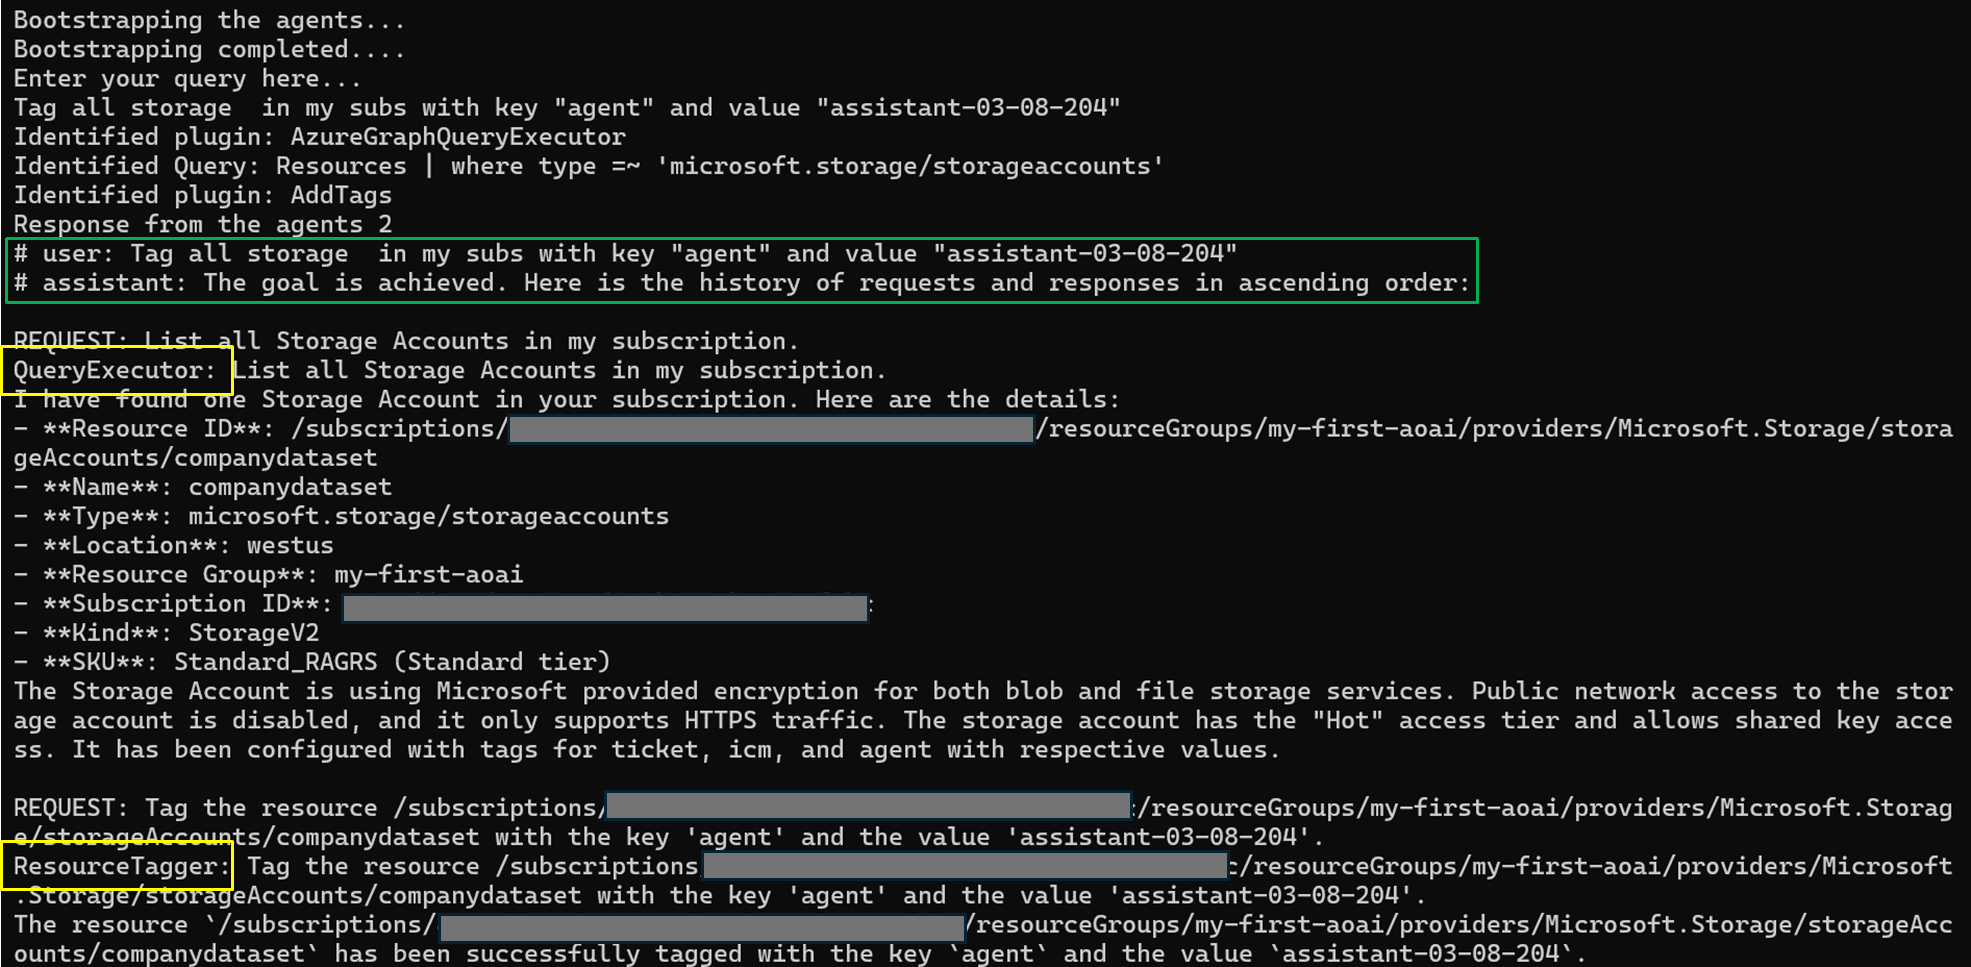 Bootstrapping the agents...
Bootstrapping completed....
Enter your query here...
Tag all storage  in my subs with key "agent" and value "assistant-03-08-204"
Identified plugin: AzureGraphQueryExecutor
Identified Query: Resources | where type =~ 'microsoft.storage/storageaccounts'
Identified plugin: AddTags
Response from the agents 2
# user: Tag all storage  in my subs with key "agent" and value "assistant-03-08-204"
# assistant: The goal is achieved. Here is the history of requests and responses in ascending order:
REQUEST: List all Storage Accounts in my subscription.
QueryExecutor: List all Storage Accounts in my subscription.
I have found one Storage Account in your subscription. Here are the details:
- **Resource ID**: /subscriptions/ /resourceGroups/my-first-aoai/providers/Microsoft.Storage/stora
geAccounts/companydataset
- **Name**: companydataset
- **Type**: microsoft.storage/storageaccounts
- **Location**: westus
- **Resource Group**: my-first-aoai
- **Subscription ID**:
- **Kind**: StorageV2
- **SKU**: Standard_RAGRS (Standard tier)
The Storage Account is using Microsoft provided encryption for both blob and file storage services. Public network access to the stor
age account is disabled, and it only supports HTTPS traffic. The storage account has the "Hot" access tier and allows shared key acce
ss. It has been configured with tags for ticket, icm, and agent with respective values.
REQUEST: Tag the resource /subscriptions/ /resourceGroups/my-first-aoai/providers/Microsoft.Storag
e/storageAccounts/companydataset with the key 'agent' and the value 'assistant-03-08-204'.
ResourceTagger: Tag the resource /subscriptions c/resourceGroups/my-first-aoai/providers/Microsoft
.Storage/storageAccounts/companydataset with the key 'agent' and the value 'assistant-03-08-204'.
The resource `/subscriptions/ /resourceGroups/my-first-aoai/providers/Microsoft.Storage/storageAcc
ounts/companydataset` has been successfully tagged with the key `agent` and the value `assistant-03-08-204`.